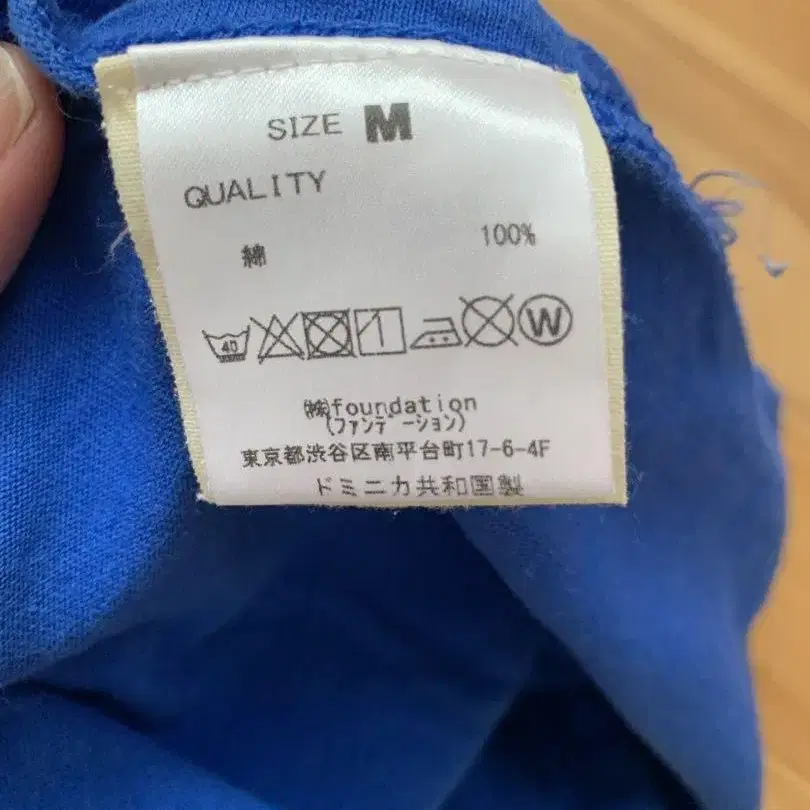 SIZE M
QUALITY
綿 100%
40
W
㈱foundation
(ファンデーション)
東京都渋谷区南平台町17-6-4F
ドミニカ共和国製